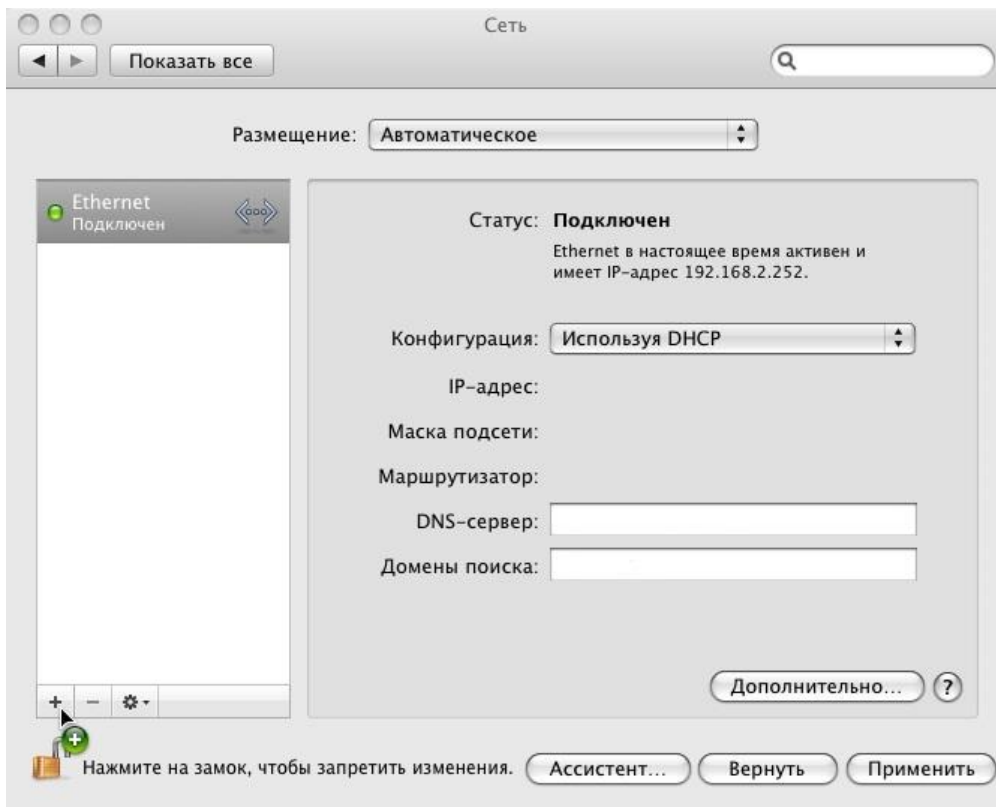 Сеть
Показать все
Размещение: Автоматическое
Ethernet
Подключен
Статус: Подключен
Ethernet в настоящее время активен и
имеет IP-адрес 192.168.2.252.
Конфигурация: Используя DHCP
IP-адрес:
Маска подсети:
Маршрутизатор:
DNS-сервер:
Домены поиска:
Дополнительно... ?
Нажмите на замок, чтобы запретить изменения. Ассистент... Вернуть Применить